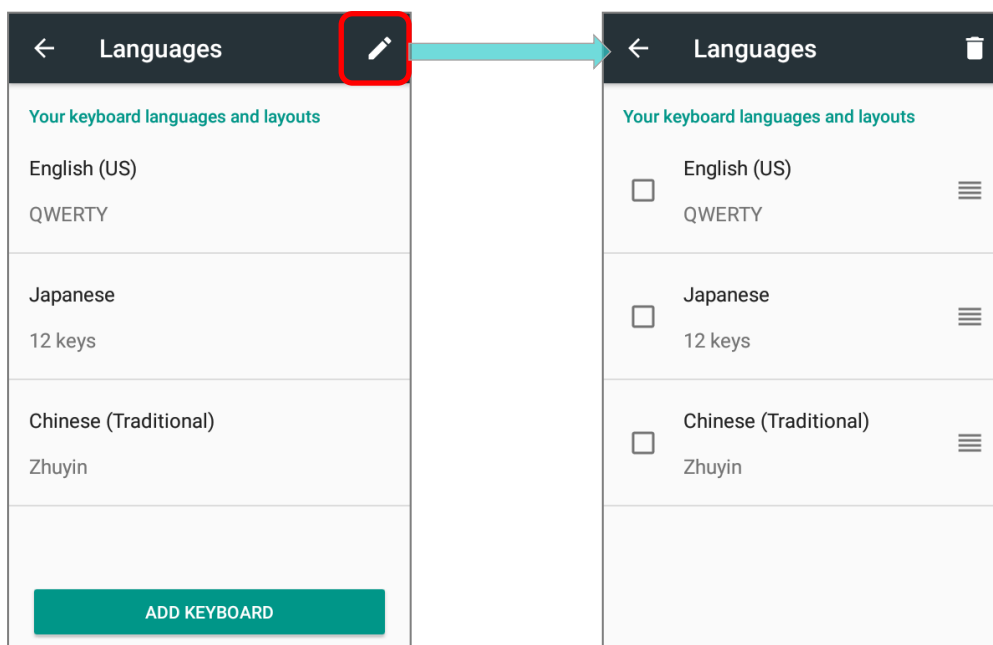 Languages
Your keyboard languages and layouts
English (US)
QWERTY
Japanese
12 keys
Chinese (Traditional)
Zhuyin
ADD KEYBOARD
Languages
Your keyboard languages and layouts
English (US)
QWERTY
Japanese
12 keys
Chinese (Traditional)
Zhuyin